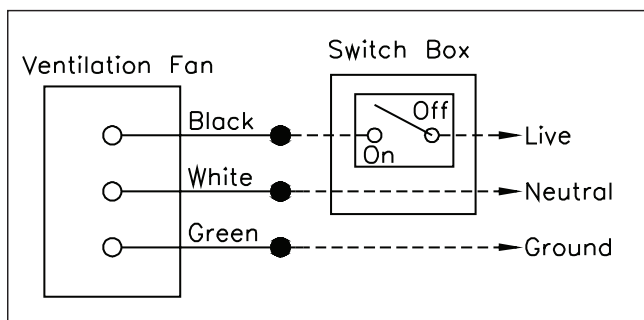 Switch Box
Ventilation Fan
Off
Black
Live
On
White
Neutral
Green
Ground